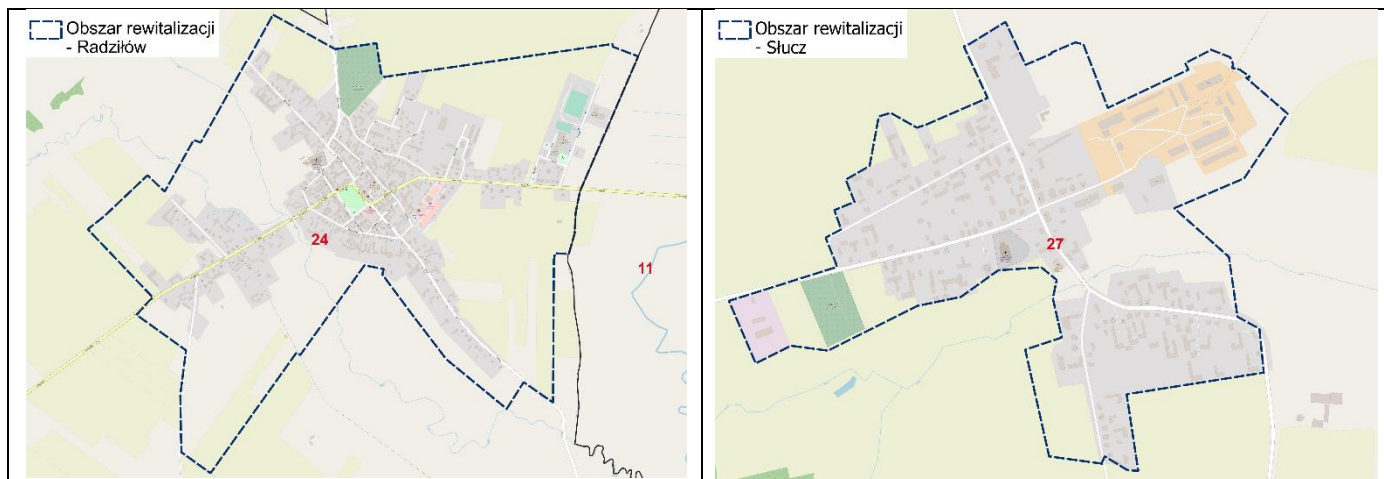 Obszar rewitalizacji
- Radziłów
24
11
Obszar rewitalizacji
- Słucz
27